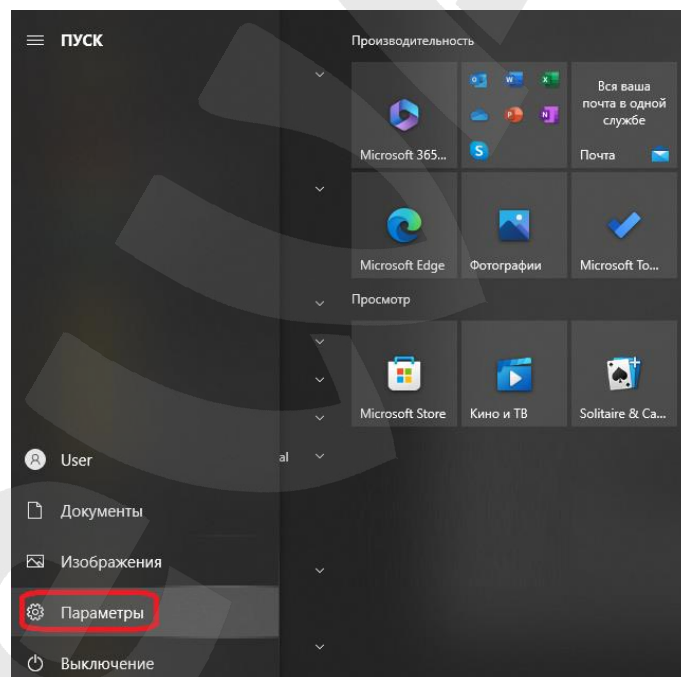 ПУСК
Производительность
Вся ваша
почта в одной
службе
Microsoft 365...
Почта
Microsoft Edge
Фотографии
Microsoft To...
Просмотр
Microsoft Store
Кино и ТВ
Solitaire & Ca...
User
al
Документы
Изображения
Параметры
Выключение